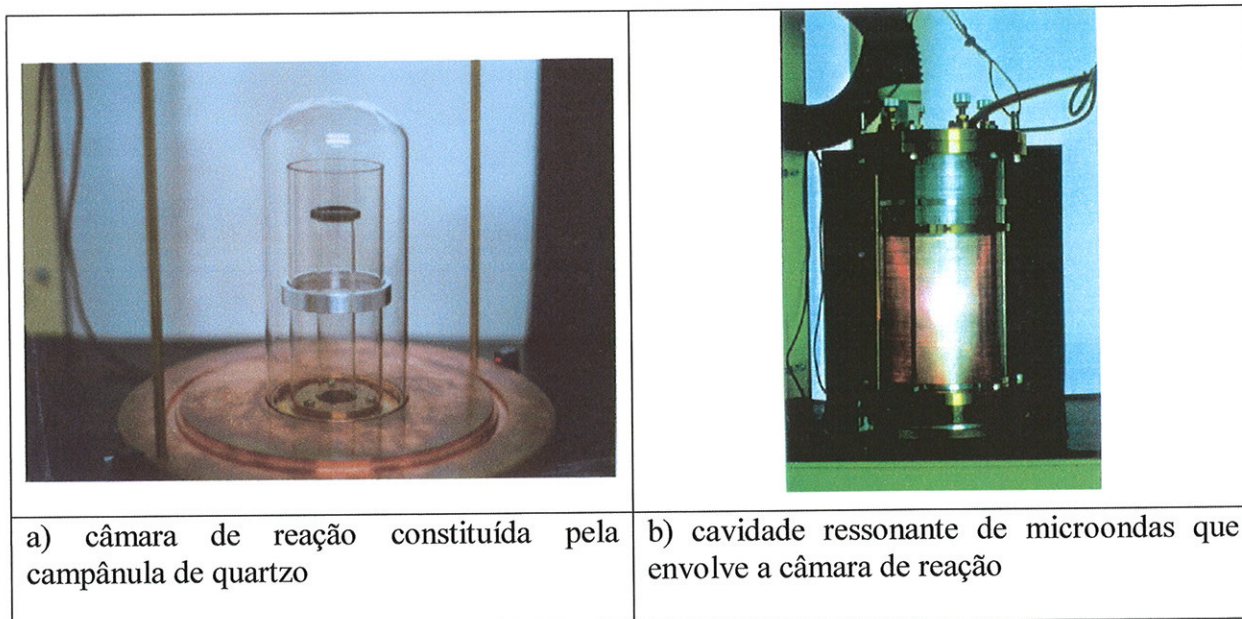 a) câmara de reação constituída pela
campânula de quartzo
b) cavidade ressonante de microondas que
envolve a câmara de reação